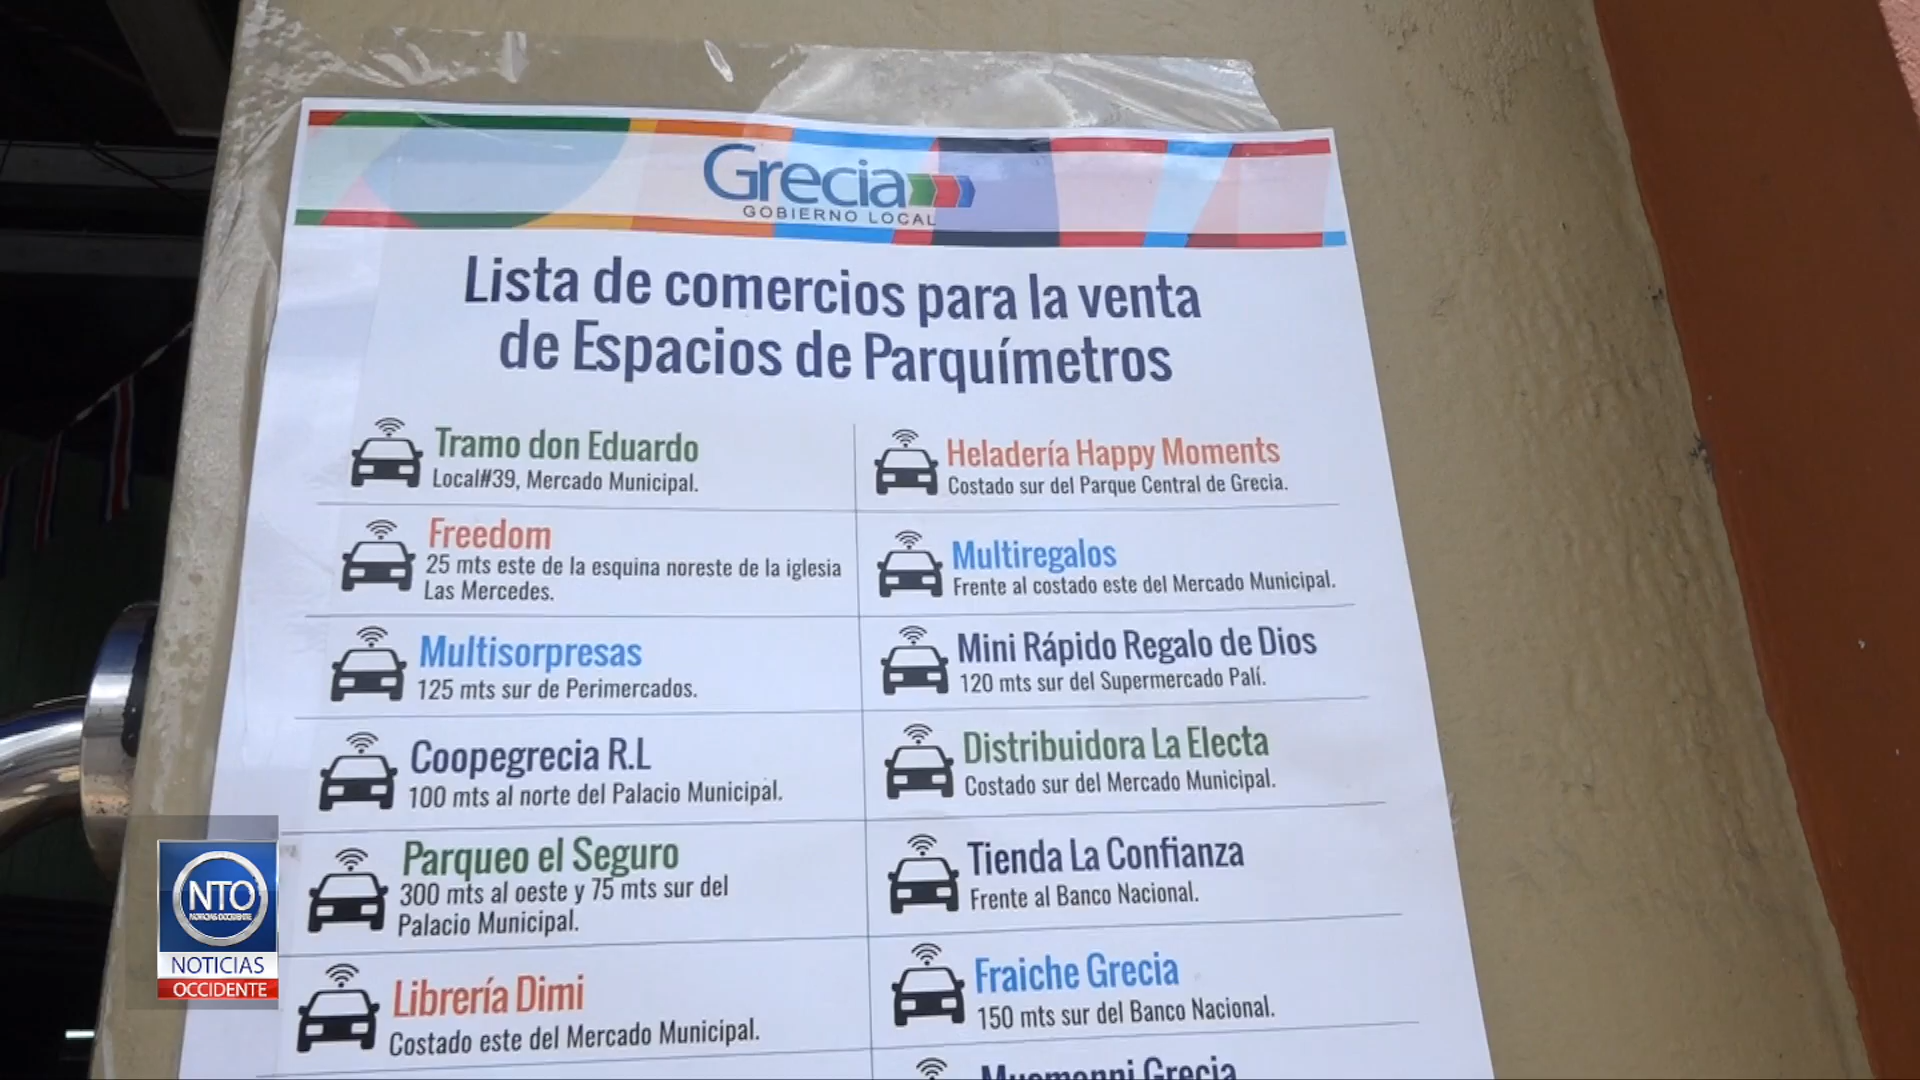 Grecia
GOBIERNO LOCAL
Lista de comercios para la venta
de Espacios de Parquímetros
Tramo don Eduardo
Local#39, Mercado Municipal.
Freedom
25 mts este de la esquina noreste de la iglesia
Las Mercedes.
Multisorpresas
125 mts sur de Perimercados.
Coopegrecia R.L
100 mts al norte del Palacio Municipal.
Parqueo el Seguro
300 mts al oeste y 75 mts sur del
Palacio Municipal.
Librería Dimi
Costado este del Mercado Municipal.
Heladería Happy Moments
Costado sur del Parque Central de Grecia.
Multiregalos
Frente al costado este del Mercado Municipal.
Mini Rápido Regalo de Dios
120 mts sur del Supermercado Palí.
Distribuidora La Electa
Costado sur del Mercado Municipal.
Tienda La Confianza
Frente al Banco Nacional.
Fraiche Grecia
150 mts sur del Banco Nacional.
Grecia
NTO
NOTICIAS OCCIDENTE
NOTICIAS
OCCIDENTE